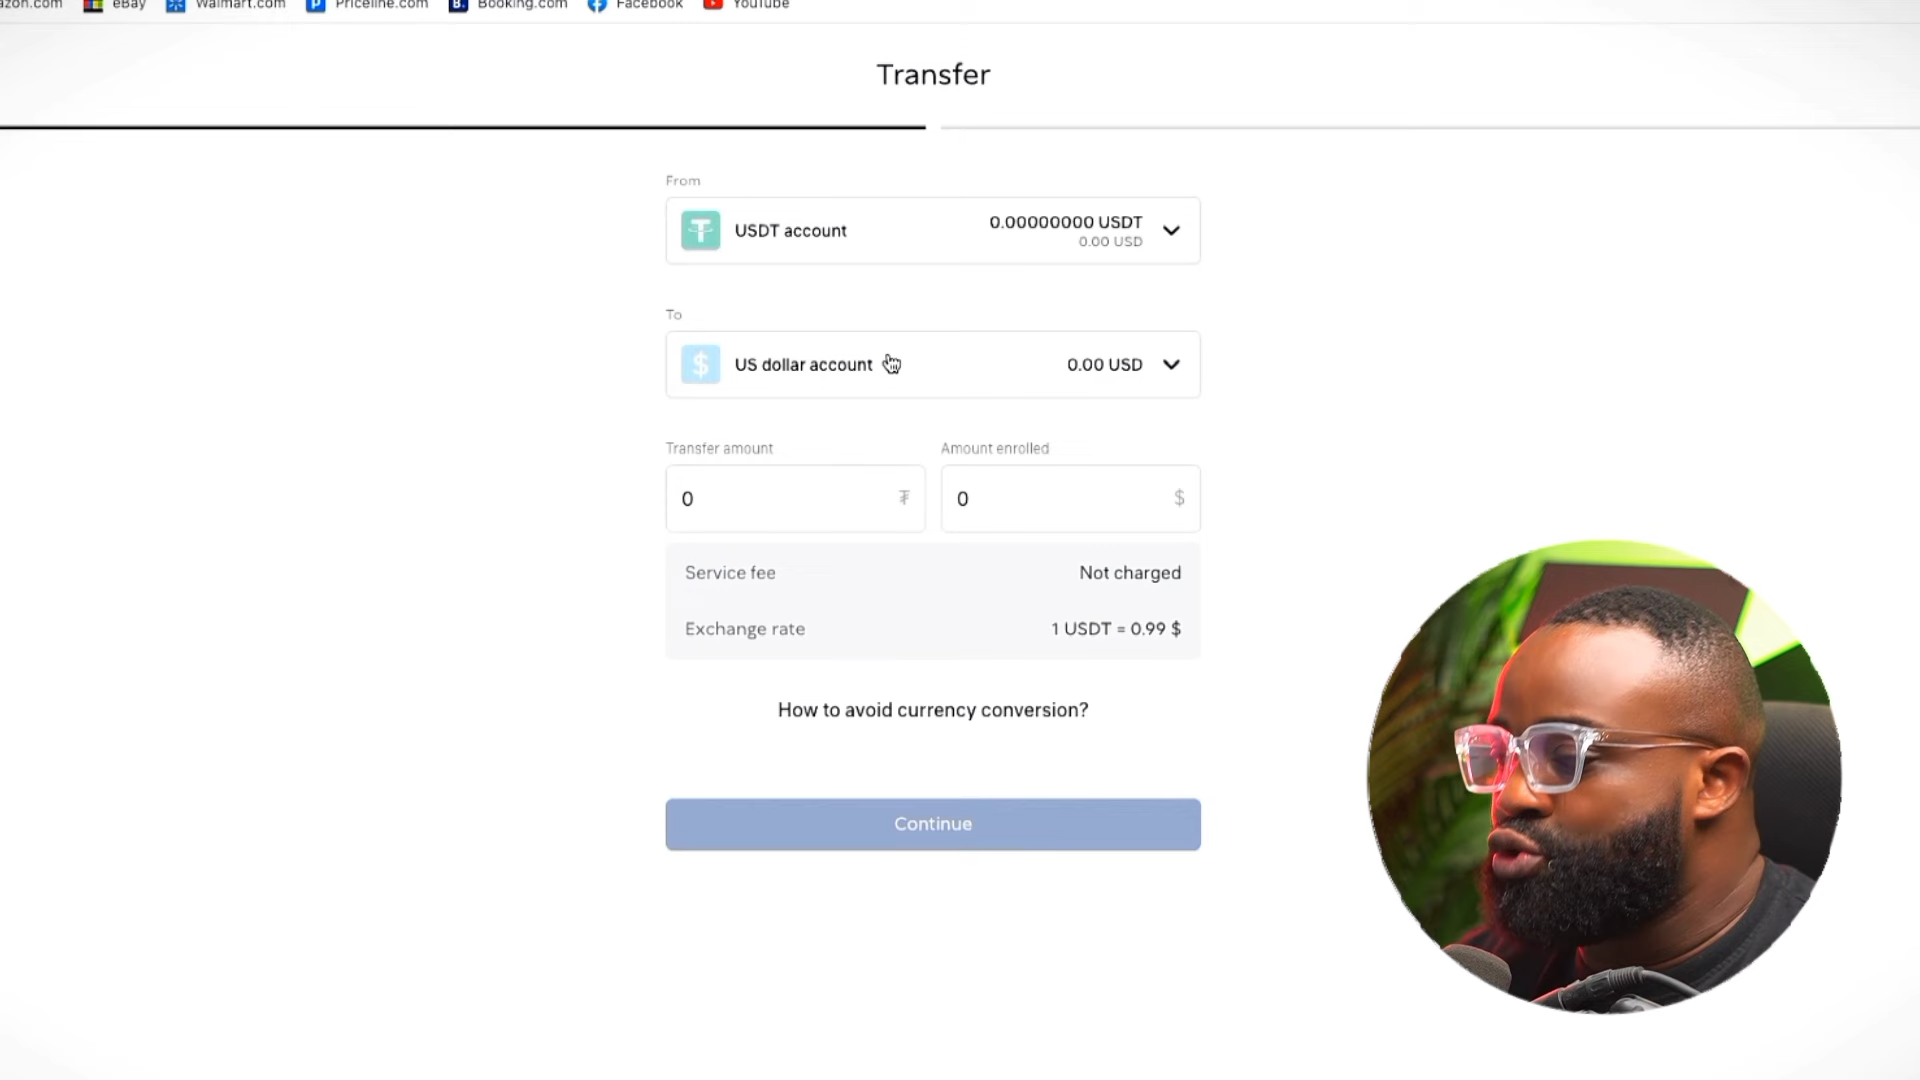 eBay Walmart.com Priceline.com B. Booking.com Facebook YouTube
Transfer
From
USDT account 0.00000000 USDT
0.00 USD
To
$ US dollar account 0.00 USD
Transfer amount Amount enrolled
0 ₮ 0 $
Service fee Not charged
Exchange rate 1 USDT = 0.99 $
How to avoid currency conversion?
Continue